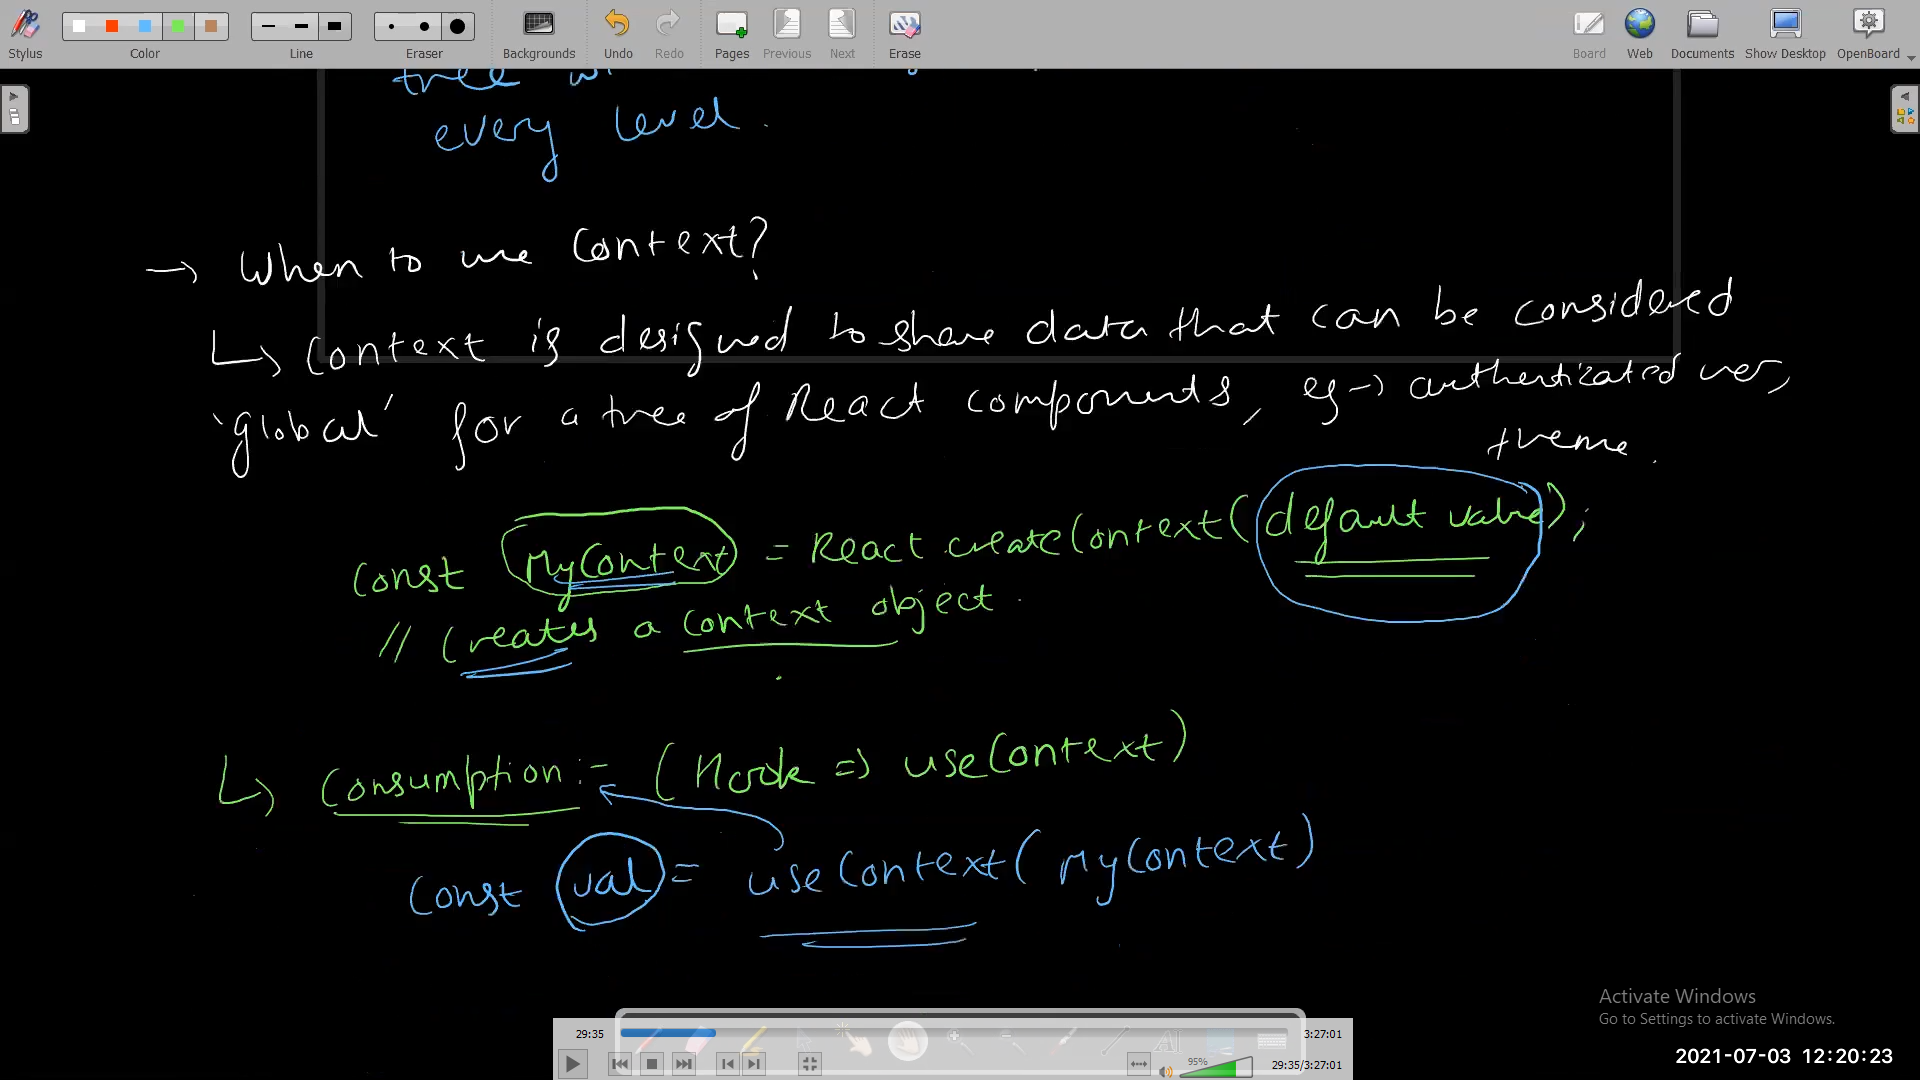 Stylus
Color
Line
Eraser
Backgrounds
Undo
Redo
Pages
Previous
Next
Erase
Board
Web
Documents
Show Desktop
OpenBoard
tree
every level.
→ When to use Context?
↳ Context is designed to share data that can be considered
'global' for a tree of React components, eg → authenticated user,
theme.
const MyContext = React.createContext(default value);
// Creates a context object.
↳ Consumption:- (Hook => useContext)
const val = useContext(MyContext)
Activate Windows
Go to Settings to activate Windows.
29:35
3:27:01
95%
29:35/3:27:01
2021-07-03 12:20:23